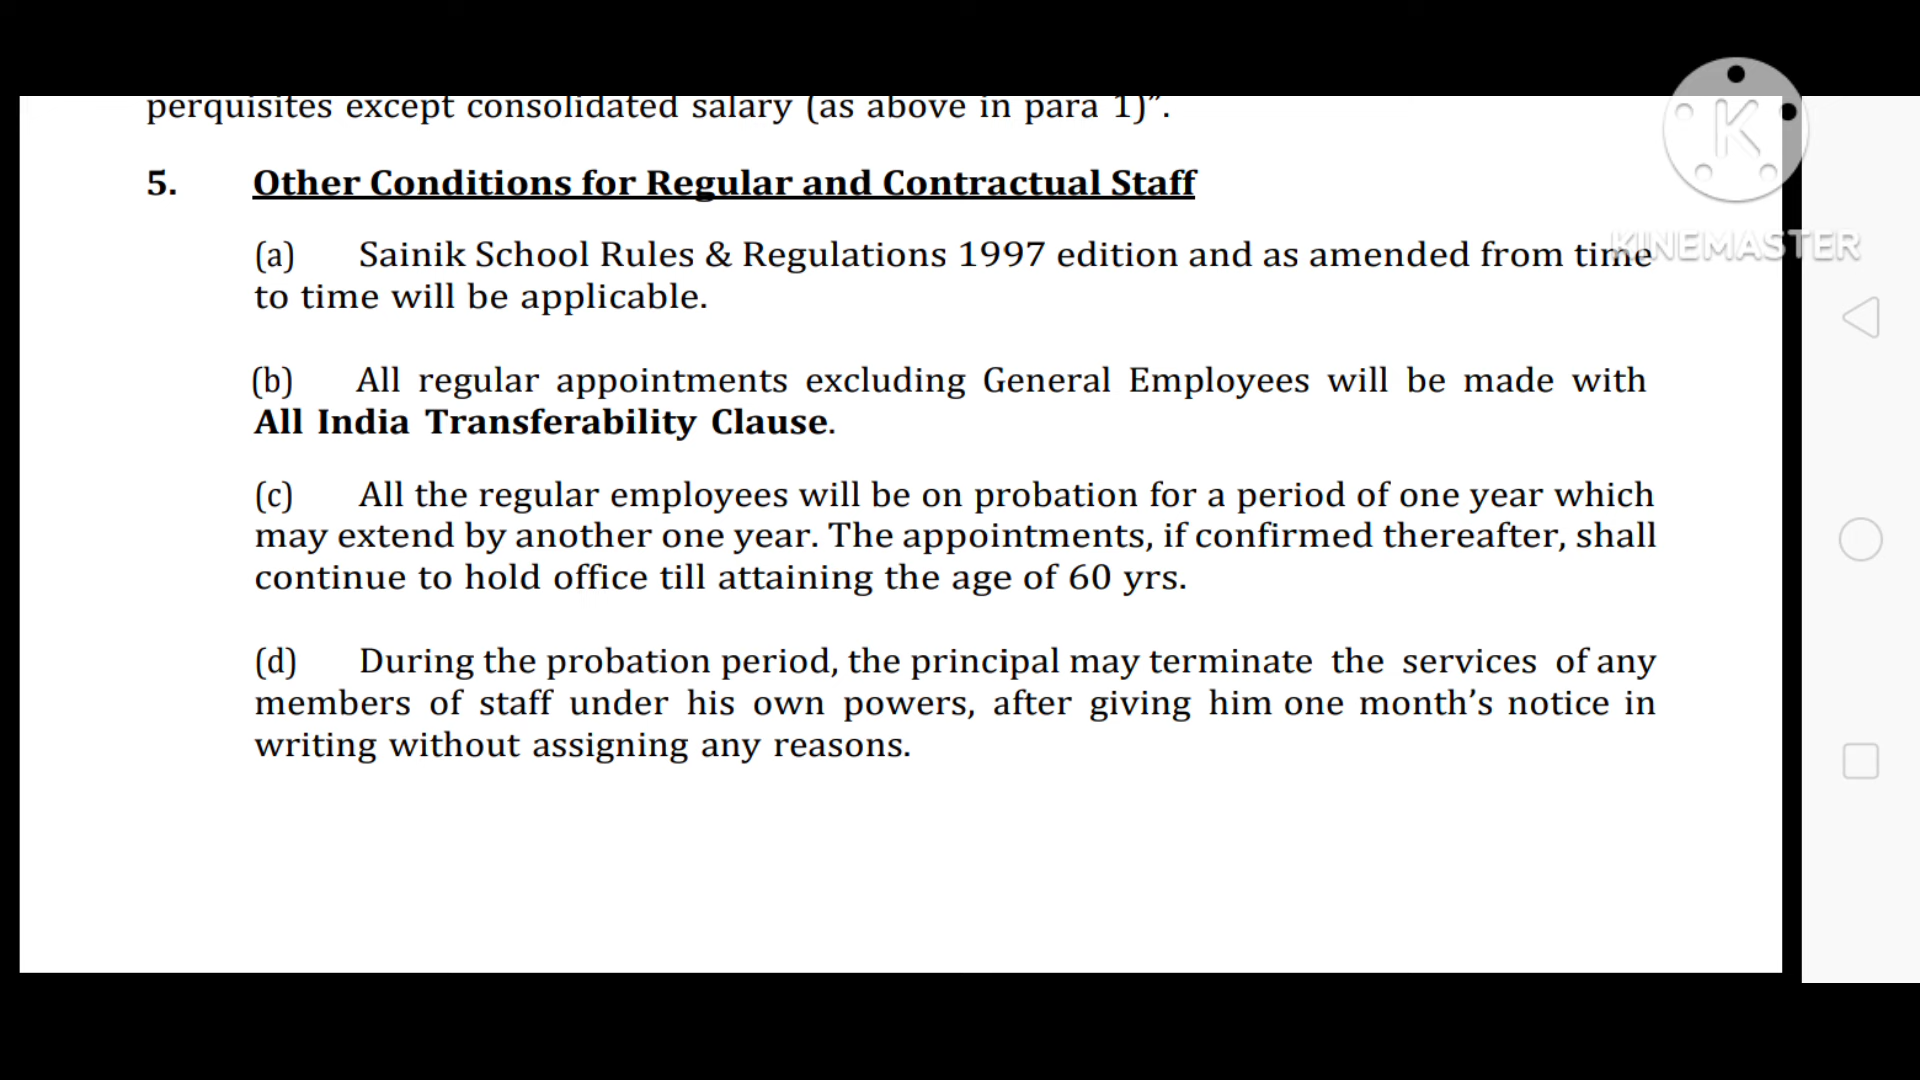 perquisites except consolidated salary (as above in para 1)”.
5. Other Conditions for Regular and Contractual Staff
(a) Sainik School Rules & Regulations 1997 edition and as amended from time
to time will be applicable.
(b) All regular appointments excluding General Employees will be made with
All India Transferability Clause.
(c) All the regular employees will be on probation for a period of one year which
may extend by another one year. The appointments, if confirmed thereafter, shall
continue to hold office till attaining the age of 60 yrs.
(d) During the probation period, the principal may terminate the services of any
members of staff under his own powers, after giving him one month’s notice in
writing without assigning any reasons.
K
KINEMASTER